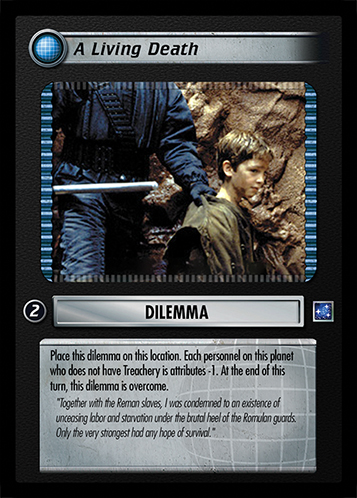 A Living Death
2
DILEMMA
Place this dilemma on this location. Each personnel on this planet
who does not have Treachery is attributes -1. At the end of this
turn, this dilemma is overcome.
"Together with the Reman slaves, I was condemned to an existence of
unceasing labor and starvation under the brutal heel of the Romulan guards.
Only the very strongest had any hope of survival."